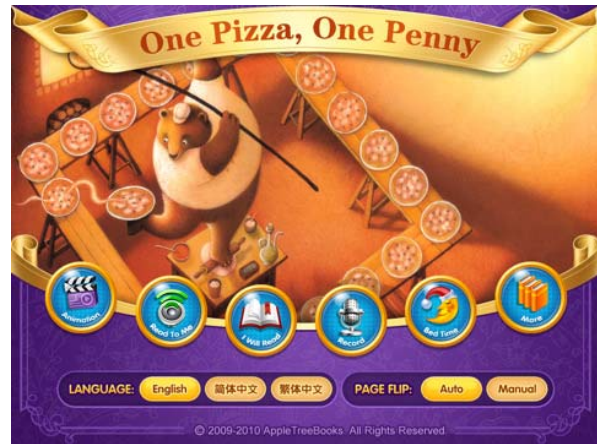 One Pizza, One Penny
Animation
Read To Me
I Will Read
Record
Bed Time
More
LANGUAGE: English 简体中文 繁体中文 PAGE FLIP: Auto Manual
© 2009-2010 AppleTreeBooks. All Rights Reserved.